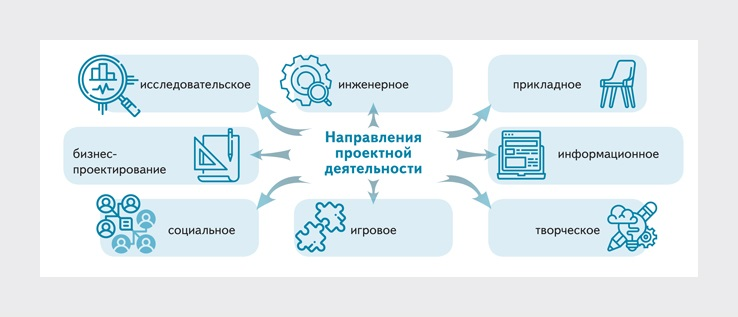 исследовательское
инженерное
прикладное
Направления
проектной
деятельности
бизнес-
проектирование
информационное
социальное
игровое
творческое